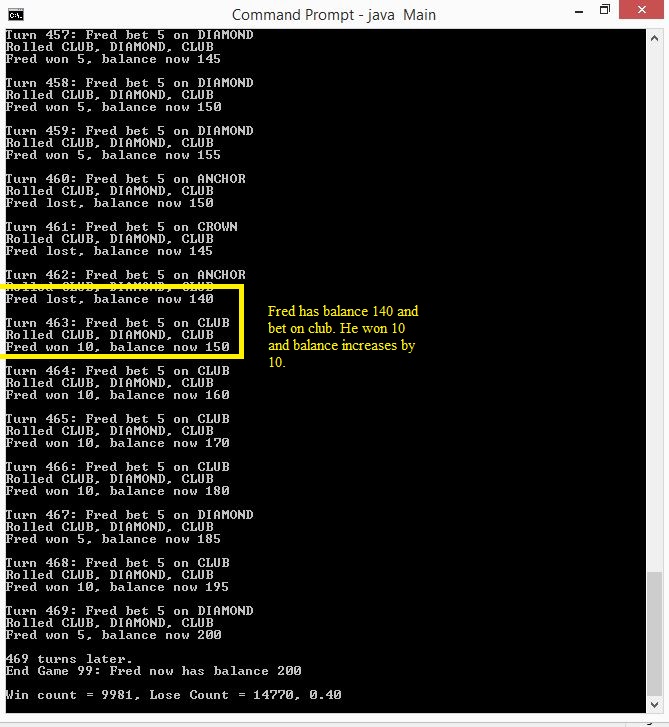 Command Prompt - java Main
Turn 457: Fred bet 5 on DIAMOND
Rolled CLUB, DIAMOND, CLUB
Fred won 5, balance now 145
Turn 458: Fred bet 5 on DIAMOND
Rolled CLUB, DIAMOND, CLUB
Fred won 5, balance now 150
Turn 459: Fred bet 5 on DIAMOND
Rolled CLUB, DIAMOND, CLUB
Fred won 5, balance now 155
Turn 460: Fred bet 5 on ANCHOR
Rolled CLUB, DIAMOND, CLUB
Fred lost, balance now 150
Turn 461: Fred bet 5 on CROWN
Rolled CLUB, DIAMOND, CLUB
Fred lost, balance now 145
Turn 462: Fred bet 5 on ANCHOR
Rolled CLUB, DIAMOND, CLUB
Fred lost, balance now 140
Turn 463: Fred bet 5 on CLUB
Rolled CLUB, DIAMOND, CLUB
Fred won 10, balance now 150
Fred has balance 140 and
bet on club. He won 10
and balance increases by
10.
Turn 464: Fred bet 5 on CLUB
Rolled CLUB, DIAMOND, CLUB
Fred won 10, balance now 160
Turn 465: Fred bet 5 on CLUB
Rolled CLUB, DIAMOND, CLUB
Fred won 10, balance now 170
Turn 466: Fred bet 5 on CLUB
Rolled CLUB, DIAMOND, CLUB
Fred won 10, balance now 180
Turn 467: Fred bet 5 on DIAMOND
Rolled CLUB, DIAMOND, CLUB
Fred won 5, balance now 185
Turn 468: Fred bet 5 on CLUB
Rolled CLUB, DIAMOND, CLUB
Fred won 10, balance now 195
Turn 469: Fred bet 5 on DIAMOND
Rolled CLUB, DIAMOND, CLUB
Fred won 5, balance now 200
469 turns later.
End Game 99: Fred now has balance 200
Win count = 9981, Lose Count = 14770, 0.40